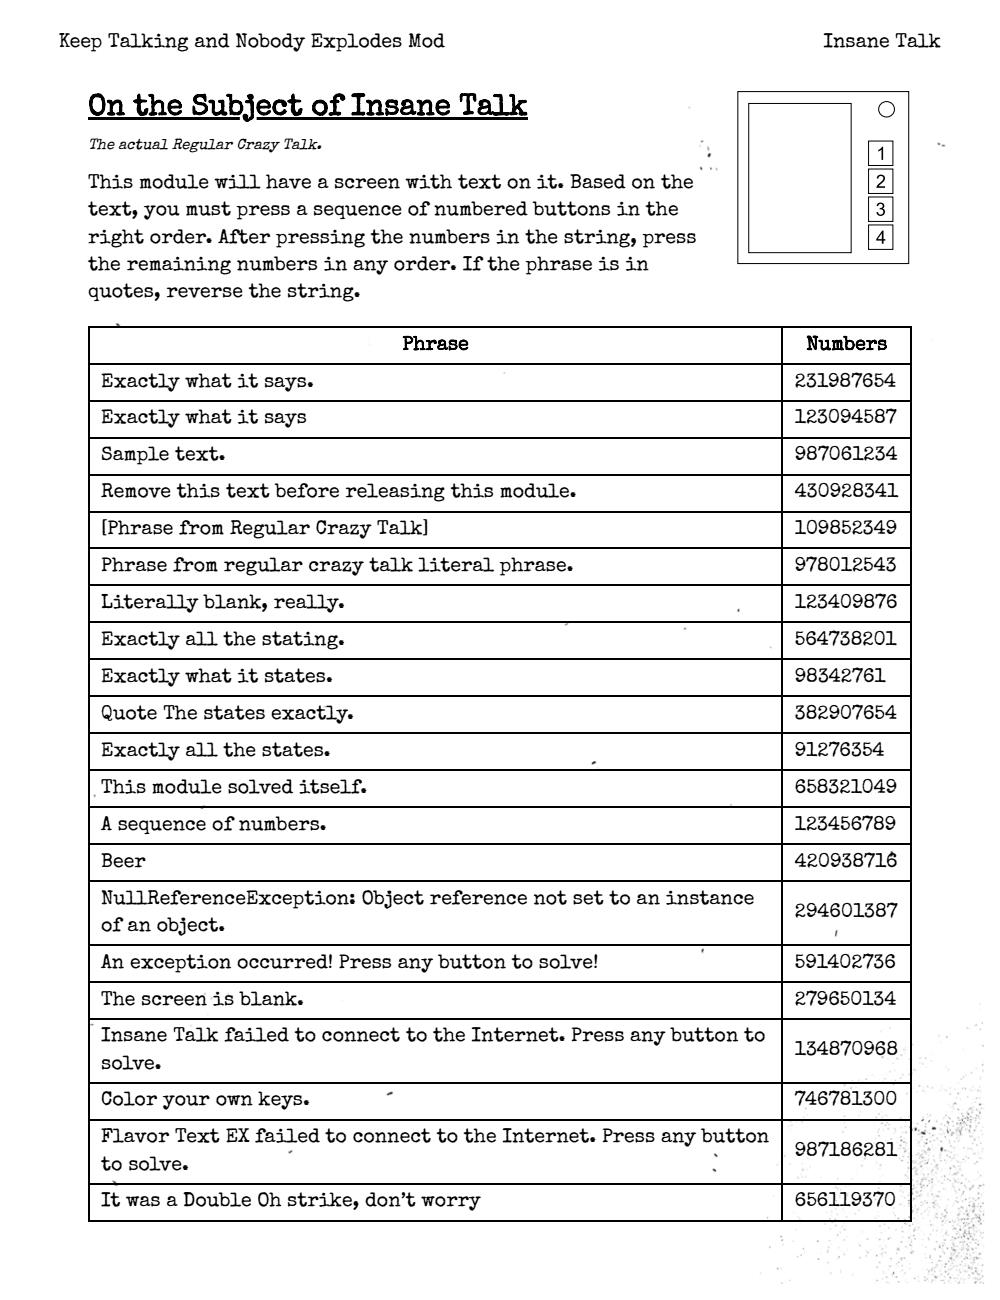 Keep Talking and Nobody Explodes Mod
Insane Talk
On the Subject of Insane Talk
The actual Regular Crazy Talk.
This module will have a screen with text on it. Based on the
text, you must press a sequence of numbered buttons in the
right order. After pressing the numbers in the string, press
the remaining numbers in any order. If the phrase is in
quotes, reverse the string.
1
2
3
4
Phrase Numbers
Exactly what it says. 231987654
Exactly what it says 123094587
Sample text. 987061234
Remove this text before releasing this module. 430928341
[Phrase from Regular Crazy Talk] 109852349
Phrase from regular crazy talk literal phrase. 978012543
Literally blank, really. 123409876
Exactly all the stating. 564738201
Exactly what it states. 98342761
Quote The states exactly. 382907654
Exactly all the states. 91276354
This module solved itself. 658321049
A sequence of numbers. 123456789
Beer 420938716
NullReferenceException: Object reference not set to an instance
of an object. 294601387
An exception occurred! Press any button to solve! 591402736
The screen is blank. 279650134
Insane Talk failed to connect to the Internet. Press any button to
solve. 134870968
Color your own keys. 746781300
Flavor Text EX failed to connect to the Internet. Press any button
to solve. 987186281
It was a Double Oh strike, don't worry 656119370